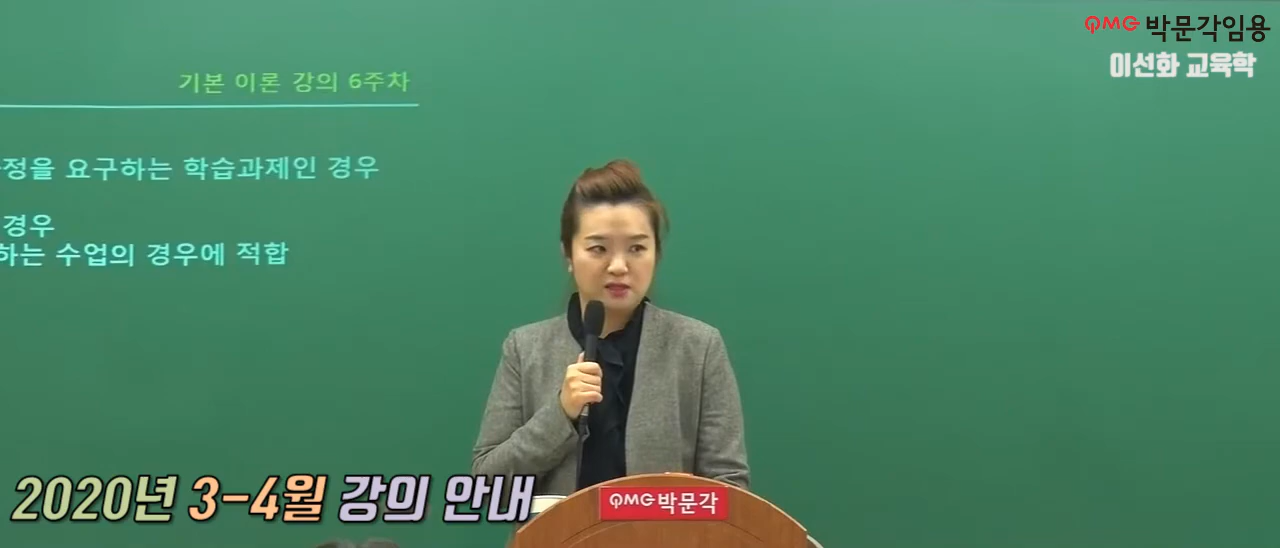 PMG 박문각임용
이선화 교육학
기본 이론 강의 6주차
정을 요구하는 학습과제인 경우
경우
하는 수업의 경우에 적합
2020년 3-4월 강의 안내
PMG 박문각